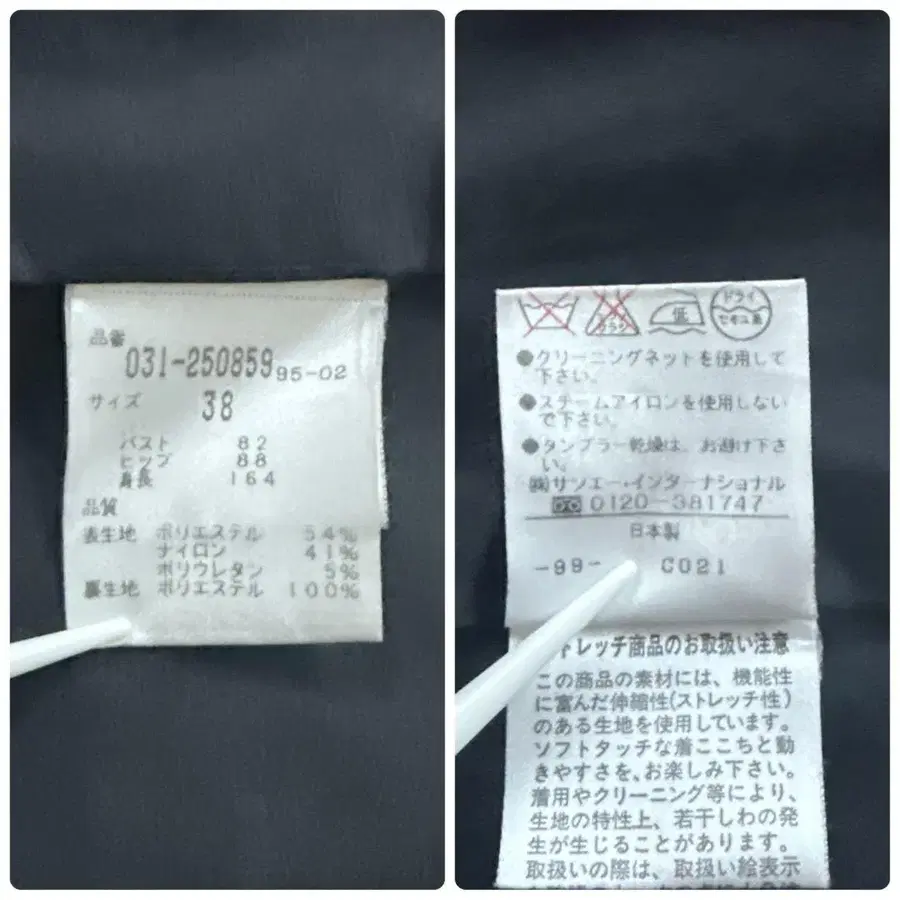 品番
031-250859 95-02
サイズ 38
バスト 82
ヒップ 88
身長 164
品質
表生地 ポリエステル 54%
ナイロン 41%
ポリウレタン 5%
裏生地 ポリエステル 100%
低
ドライ
セキユ系
●クリーニングネットを使用して
下さい。
●スチームアイロンを使用しない
で下さい。
●タンブラー乾燥は、お避け下さ
い。
㈱サンエー・インターナショナル
0120-381747
日本製
-99- C021
トレッチ商品のお取扱い注意
この商品の素材には、機能性
に富んだ伸縮性(ストレッチ性)
のある生地を使用しています。
ソフトタッチな着ここちと動
きやすさを、お楽しみ下さい。
着用やクリーニング等により、
生地の特性上、若干しわの発
生が生じることがあります。
取扱いの際は、取扱い絵表示